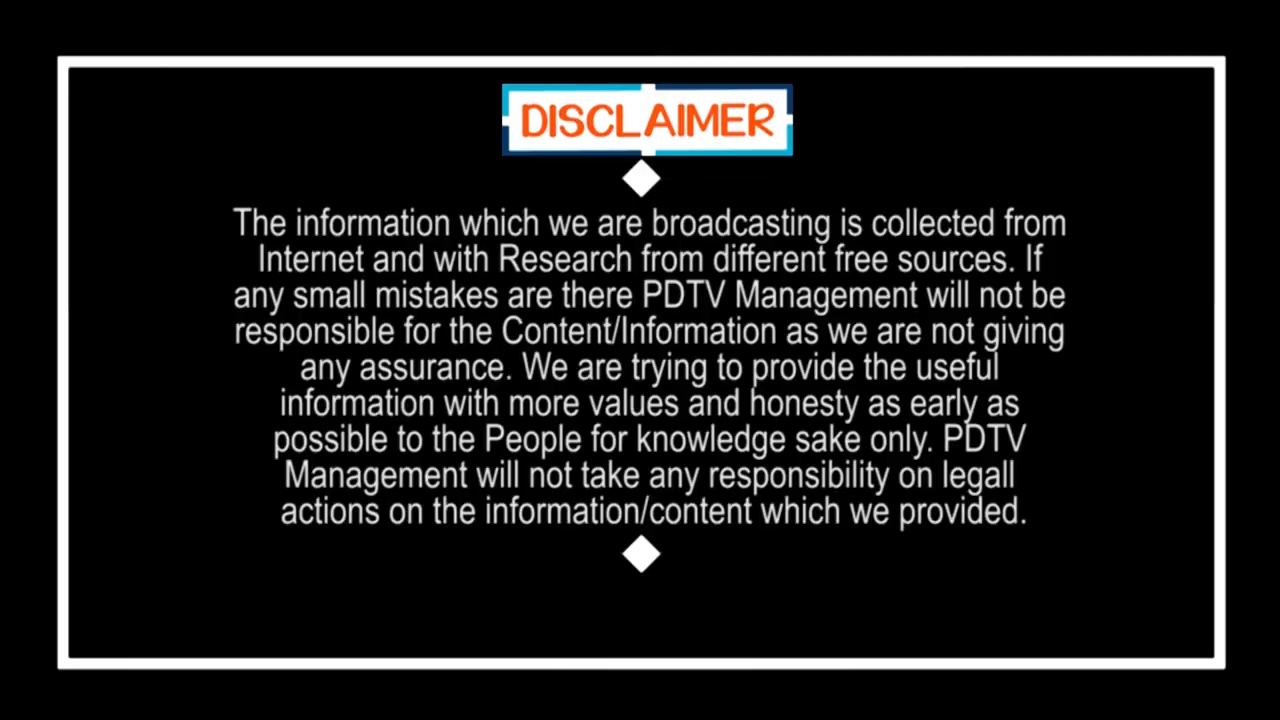 DISCLAIMER
The information which we are broadcasting is collected from
Internet and with Research from different free sources. If
any small mistakes are there PDTV Management will not be
responsible for the Content/Information as we are not giving
any assurance. We are trying to provide the useful
information with more values and honesty as early as
possible to the People for knowledge sake only. PDTV
Management will not take any responsibility on legall
actions on the information/content which we provided.